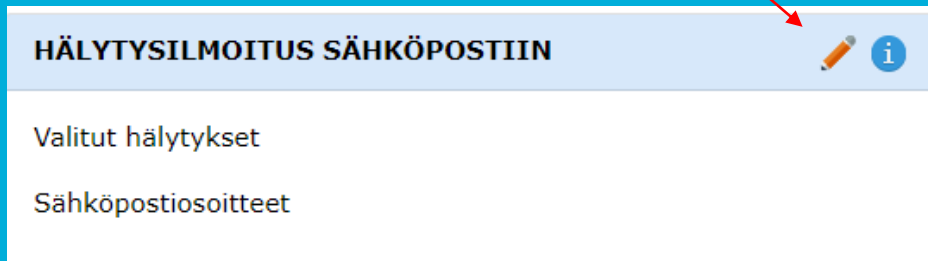 HÄLYTYSILMOITUS SÄHKÖPOSTIIN
Valitut hälytykset
Sähköpostiosoitteet